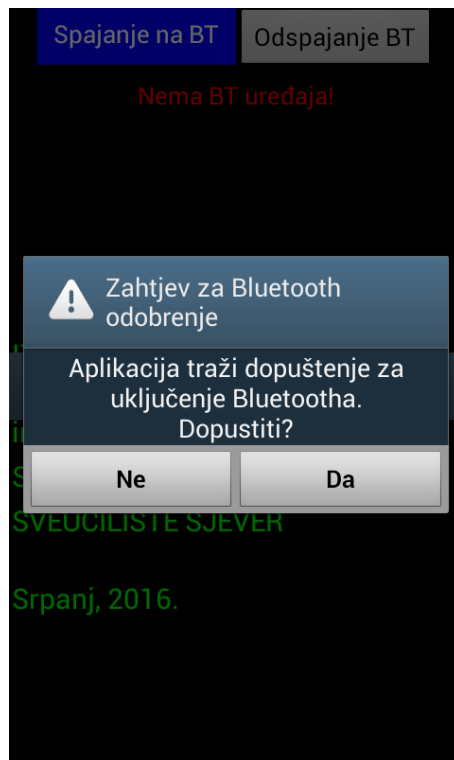 Spajanje na BT
Odspajanje BT
Nema BT uređaja!
Zahtjev za Bluetooth
odobrenje
Aplikacija traži dopuštenje za
uključenje Bluetootha.
Dopustiti?
Ne
Da
SVEUČILIŠTE SJEVER
Srpanj, 2016.